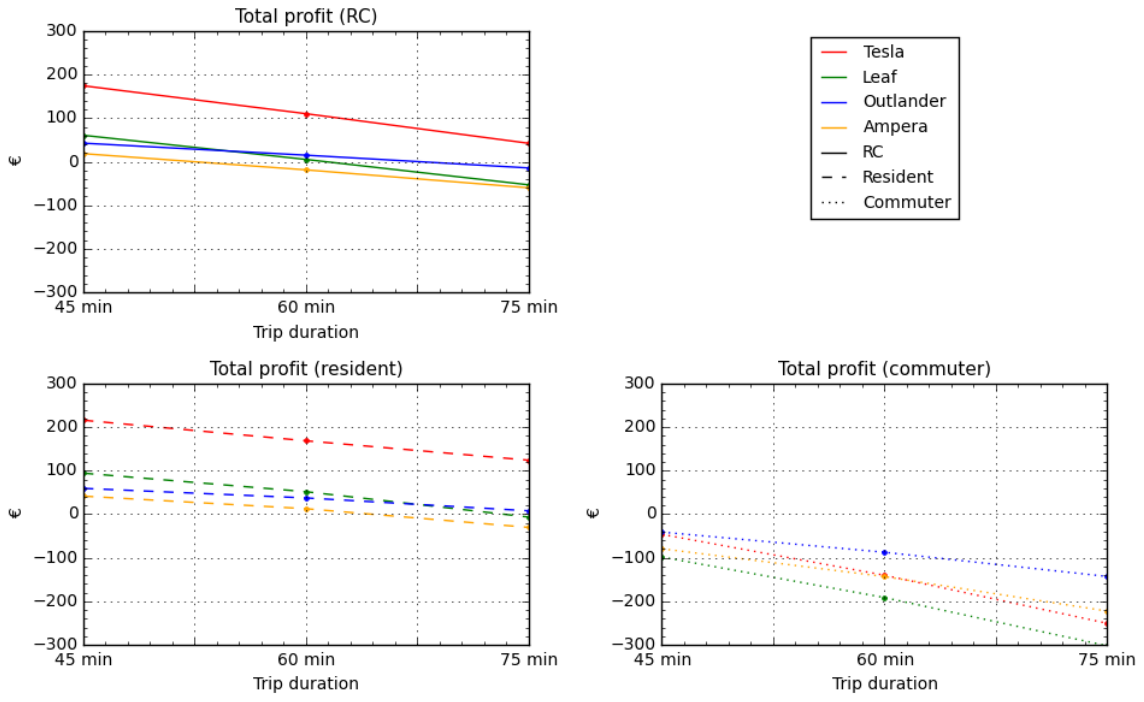 Total profit (RC)
300
200
100
0
−100
−200
−300
€
45 min
60 min
75 min
Trip duration
Tesla
Leaf
Outlander
Ampera
RC
Resident
Commuter
Total profit (resident)
300
200
100
0
−100
−200
−300
€
45 min
60 min
75 min
Trip duration
Total profit (commuter)
300
200
100
0
−100
−200
−300
€
45 min
60 min
75 min
Trip duration